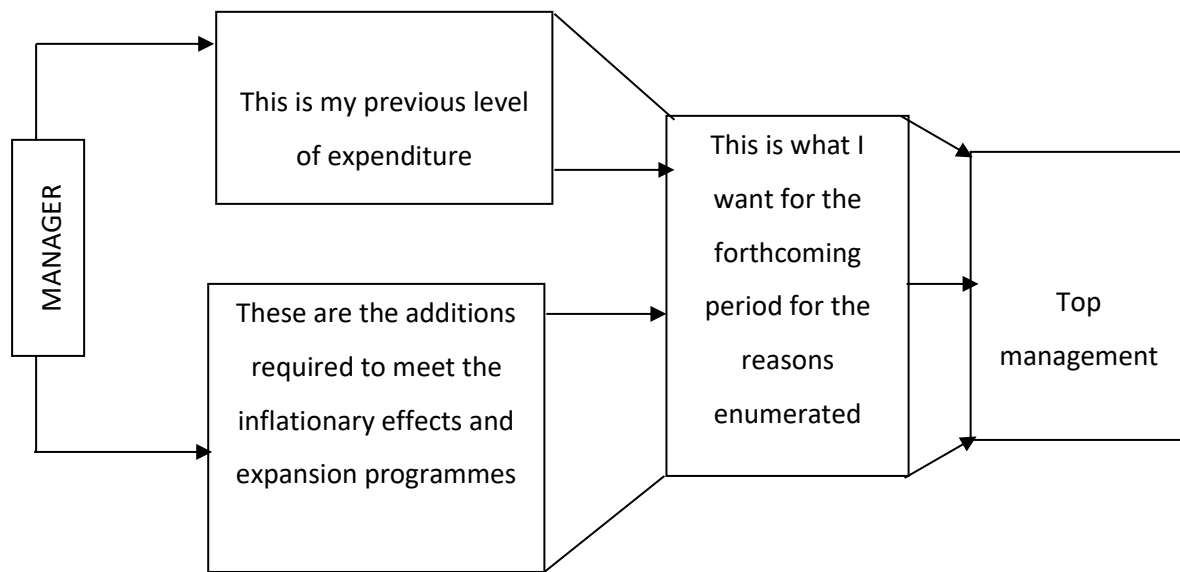 MANAGER
This is my previous level
of expenditure
These are the additions
required to meet the
inflationary effects and
expansion programmes
This is what I
want for the
forthcoming
period for the
reasons
enumerated
Top
management